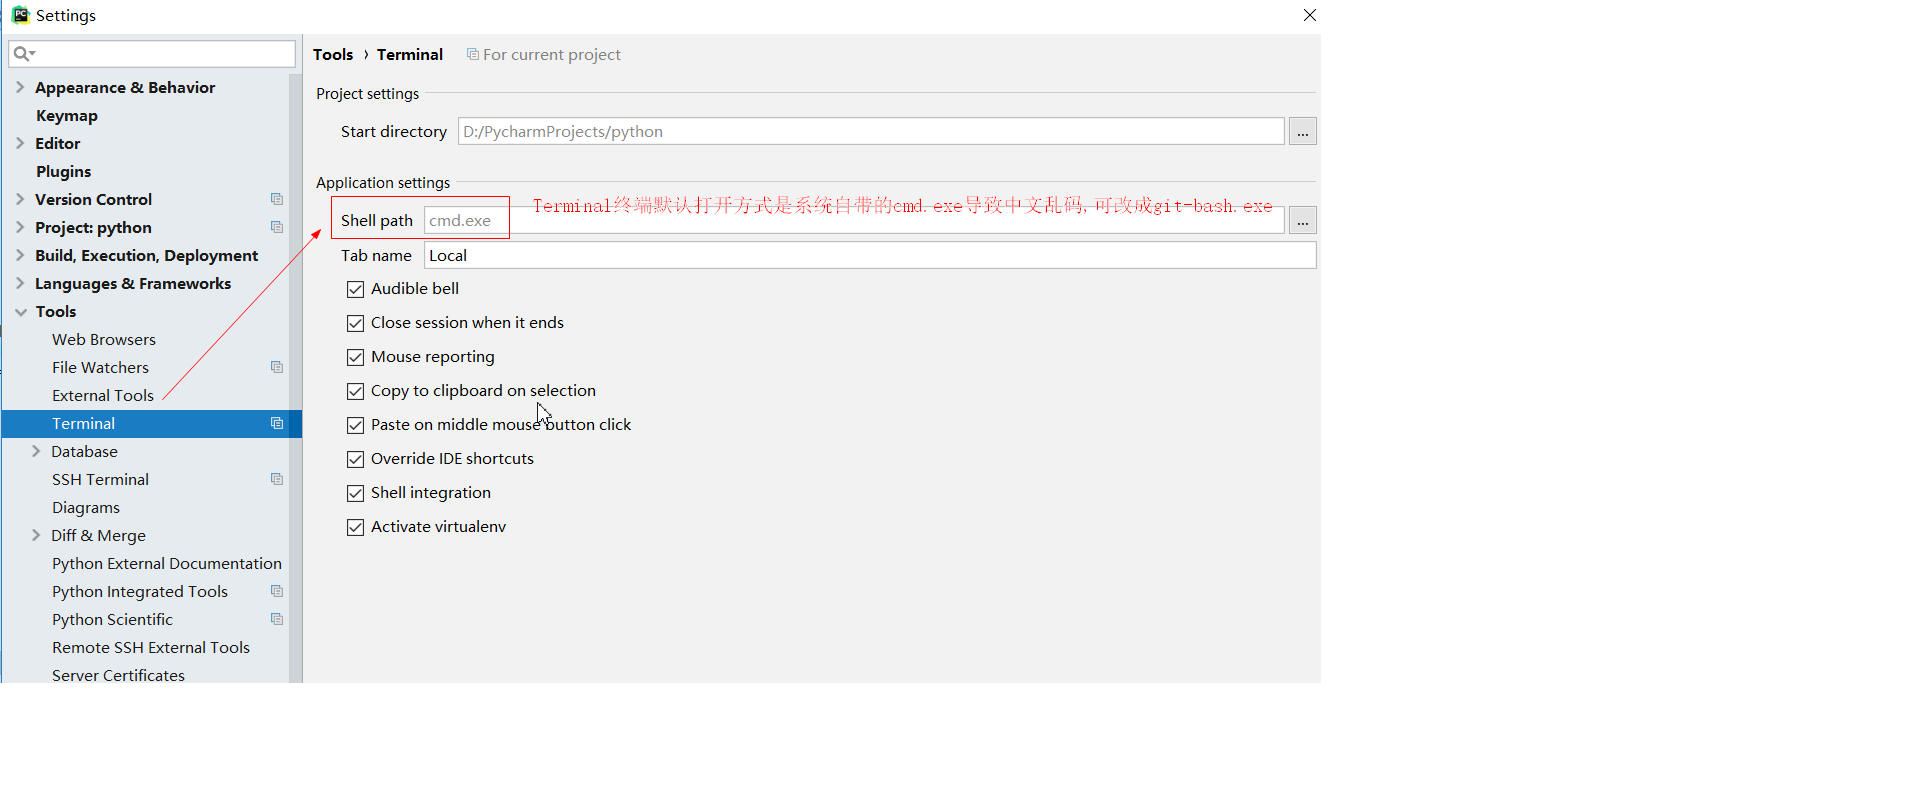 PC Settings
Tools › Terminal For current project
Appearance & Behavior
Keymap
Editor
Plugins
Version Control
Project: python
Build, Execution, Deployment
Languages & Frameworks
Tools
Web Browsers
File Watchers
External Tools
Terminal
Database
SSH Terminal
Diagrams
Diff & Merge
Python External Documentation
Python Integrated Tools
Python Scientific
Remote SSH External Tools
Server Certificates
Project settings
Start directory D:/PycharmProjects/python ...
Application settings
Terminal终端默认打开方式是系统自带的cmd.exe导致中文乱码,可改成git-bash.exe
Shell path cmd.exe ...
Tab name Local
Audible bell
Close session when it ends
Mouse reporting
Copy to clipboard on selection
Paste on middle mouse button click
Override IDE shortcuts
Shell integration
Activate virtualenv